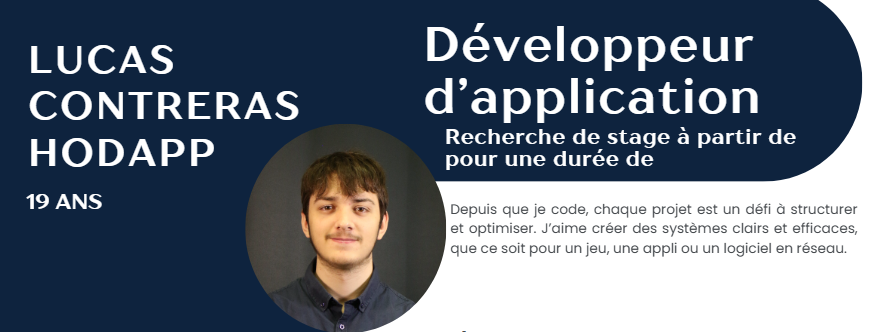 LUCAS
CONTRERAS
HODAPP
19 ANS
Développeur
d’application
Recherche de stage à partir de
pour une durée de
Depuis que je code, chaque projet est un défi à structurer
et optimiser. J’aime créer des systèmes clairs et efficaces,
que ce soit pour un jeu, une appli ou un logiciel en réseau.